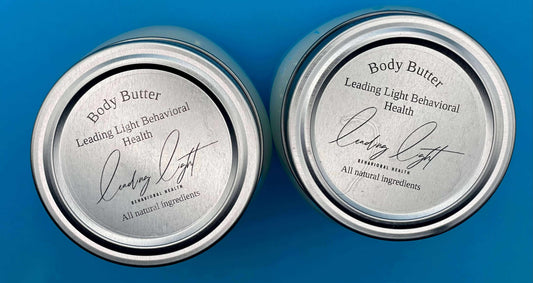 Body Butter
Leading Light Behavioral
Health
Leading Light
BEHAVIORAL HEALTH
All natural ingredients
Body Butter
Leading Light Behavioral
Health
Leading Light
BEHAVIORAL HEALTH
All natural ingredients